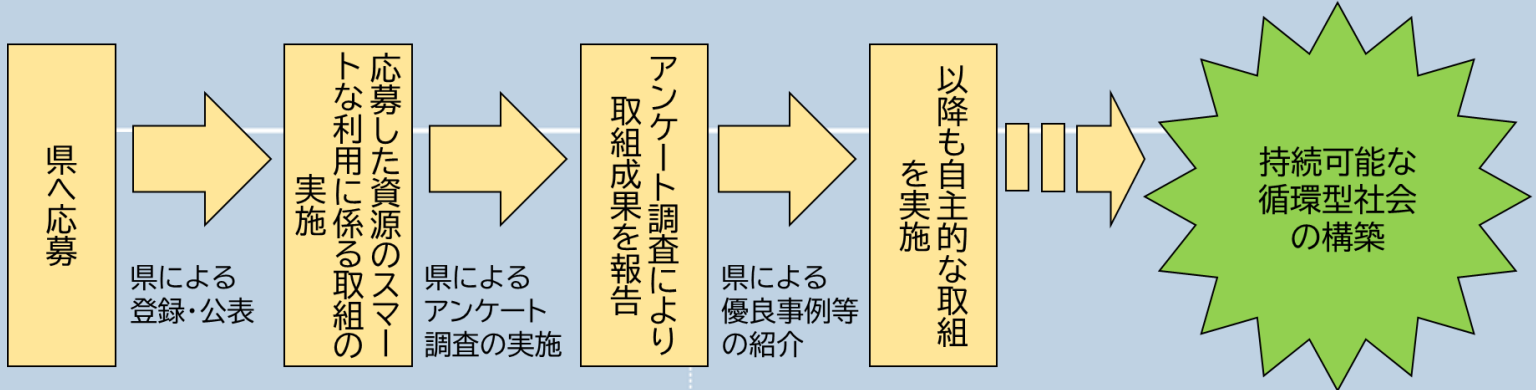 県へ応募
県による
登録・公表
応募した資源のスマー
トな利用に係る取組の
実施
県による
アンケート
調査の実施
アンケート調査により
取組成果を報告
県による
優良事例等
の紹介
以降も自主的な取組
を実施
持続可能な
循環型社会
の構築